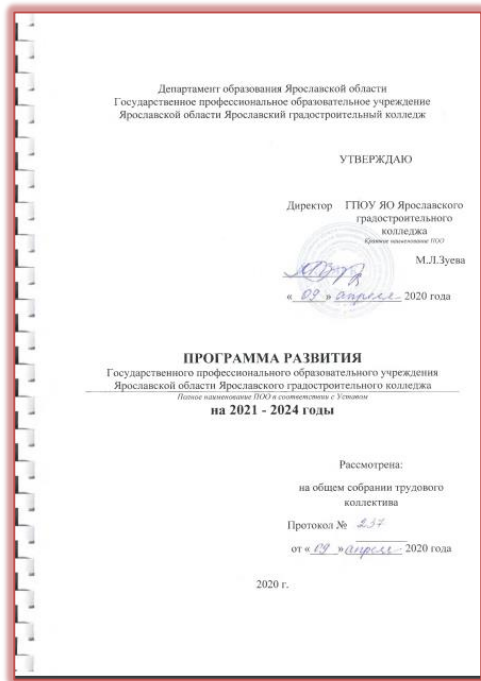 Департамент образования Ярославской области
Государственное профессиональное образовательное учреждение
Ярославской области Ярославский градостроительный колледж
УТВЕРЖДАЮ
Директор ГПОУ ЯО Ярославского
градостроительного
колледжа
Краткое наименование ПОО
М.Л.Зуева
« 09 » апреля 2020 года
ПРОГРАММА РАЗВИТИЯ
Государственного профессионального образовательного учреждения
Ярославской области Ярославского градостроительного колледжа
Полное наименование ПОО в соответствии с Уставом
на 2021 - 2024 годы
Рассмотрена:
на общем собрании трудового
коллектива
Протокол № 237
от « 09 » апреля 2020 года
2020 г.